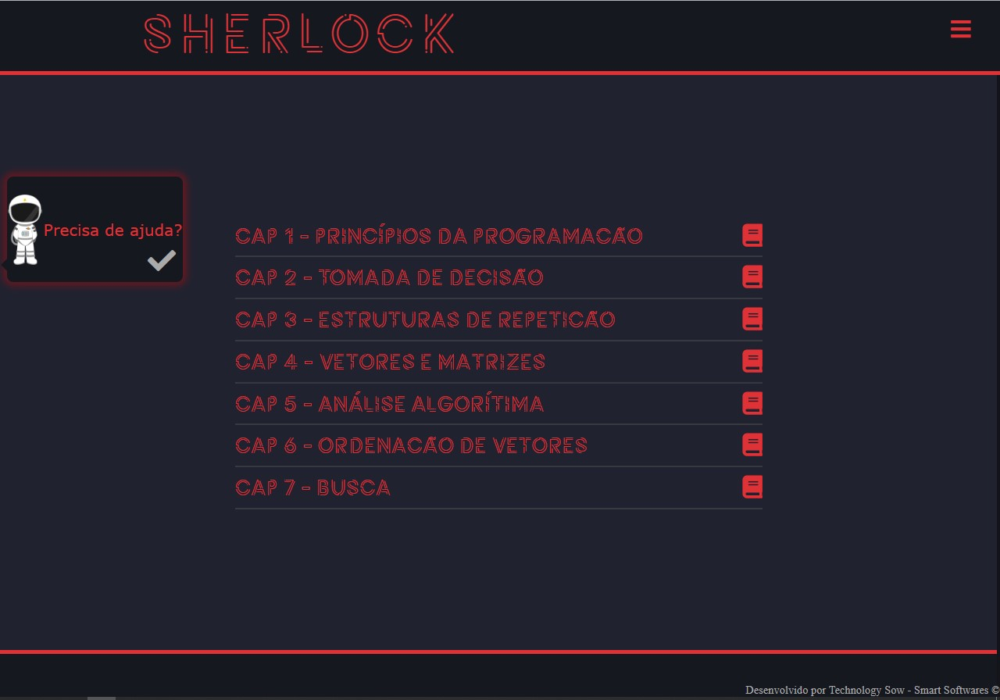 SHERLOCK
Precisa de ajuda?
CAP 1 - PRINCÍPIOS DA PROGRAMACÃO
CAP 2 - TOMADA DE DECISÃO
CAP 3 - ESTRUTURAS DE REPETICÃO
CAP 4 - VETORES E MATRIZES
CAP 5 - ANÁLISE ALGORÍTIMA
CAP 6 - ORDENACÃO DE VETORES
CAP 7 - BUSCA
Desenvolvido por Technology Sow - Smart Softwares ©